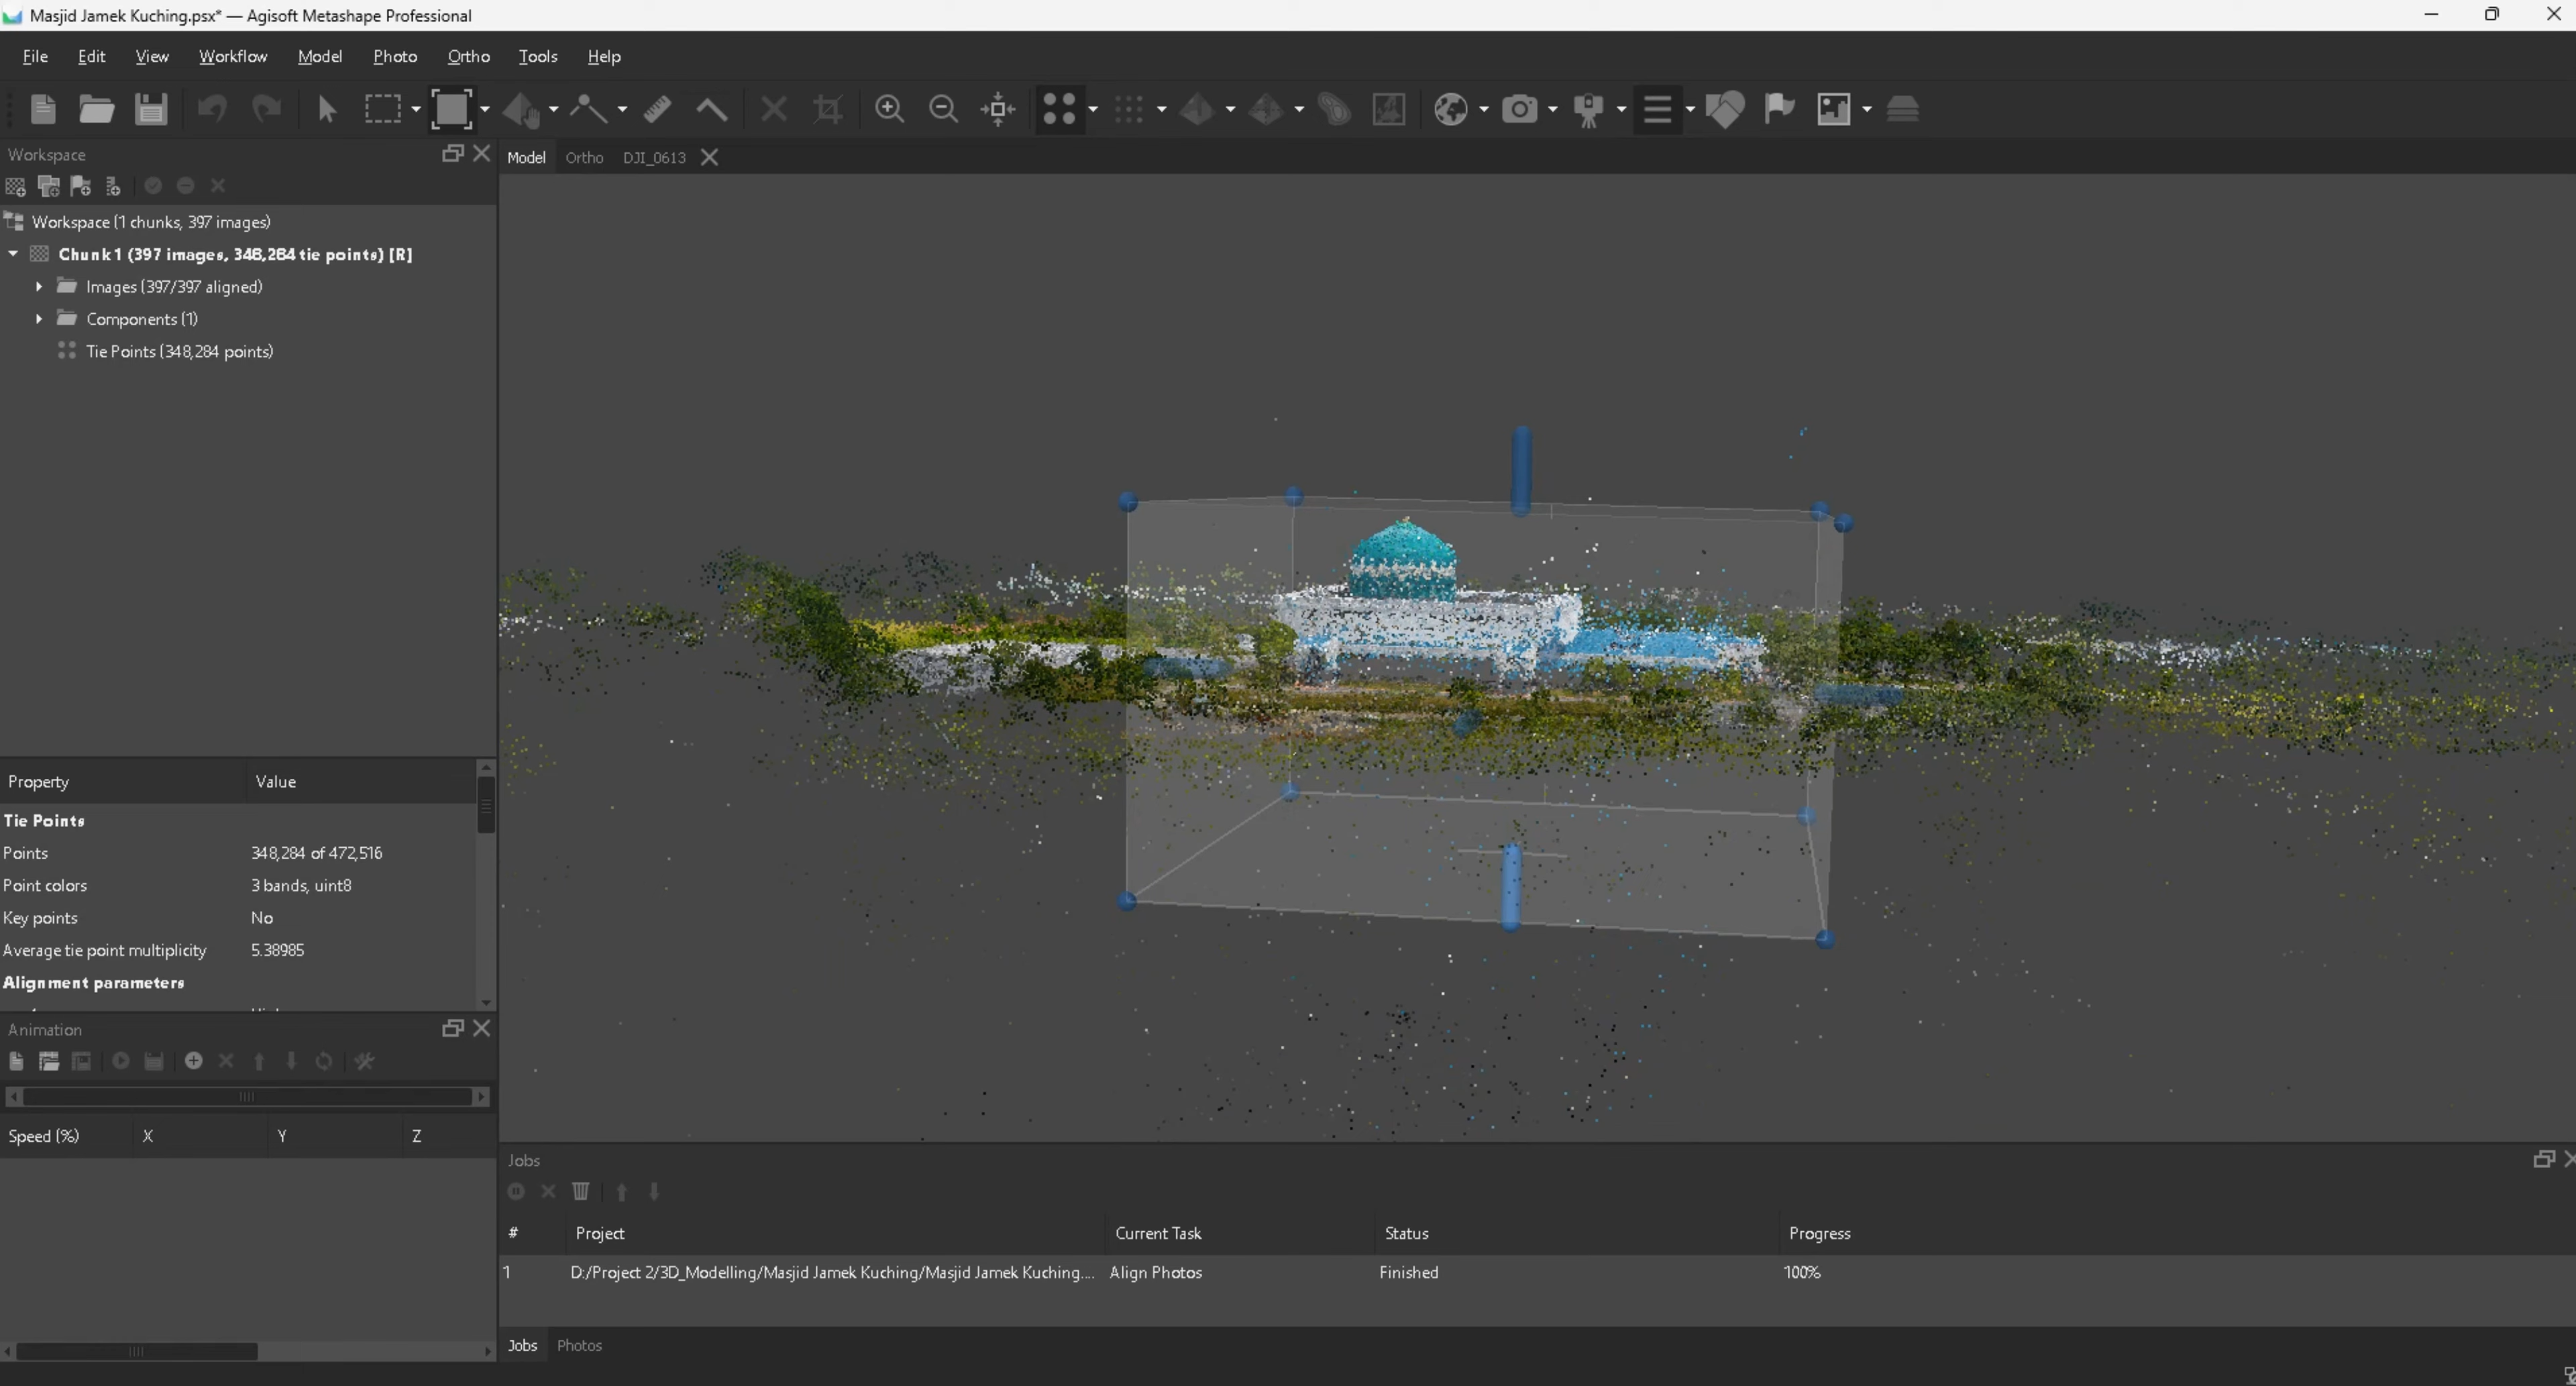 Masjid Jamek Kuching.psx* — Agisoft Metashape Professional
File Edit View Workflow Model Photo Ortho Tools Help
Workspace
Model Ortho DJI_0613
Workspace (1 chunks, 397 images)
Chunk 1 (397 images, 348,284 tie points) [R]
Images (397/397 aligned)
Components (1)
Tie Points (348,284 points)
Property Value
Tie Points
Points 348,284 of 472,516
Point colors 3 bands, uint8
Key points No
Average tie point multiplicity 5.38985
Alignment parameters
Animation
Speed (%) X Y Z
Jobs
# Project Current Task Status Progress
1 D:/Project 2/3D_Modelling/Masjid Jamek Kuching/Masjid Jamek Kuching.... Align Photos Finished 100%
Jobs Photos